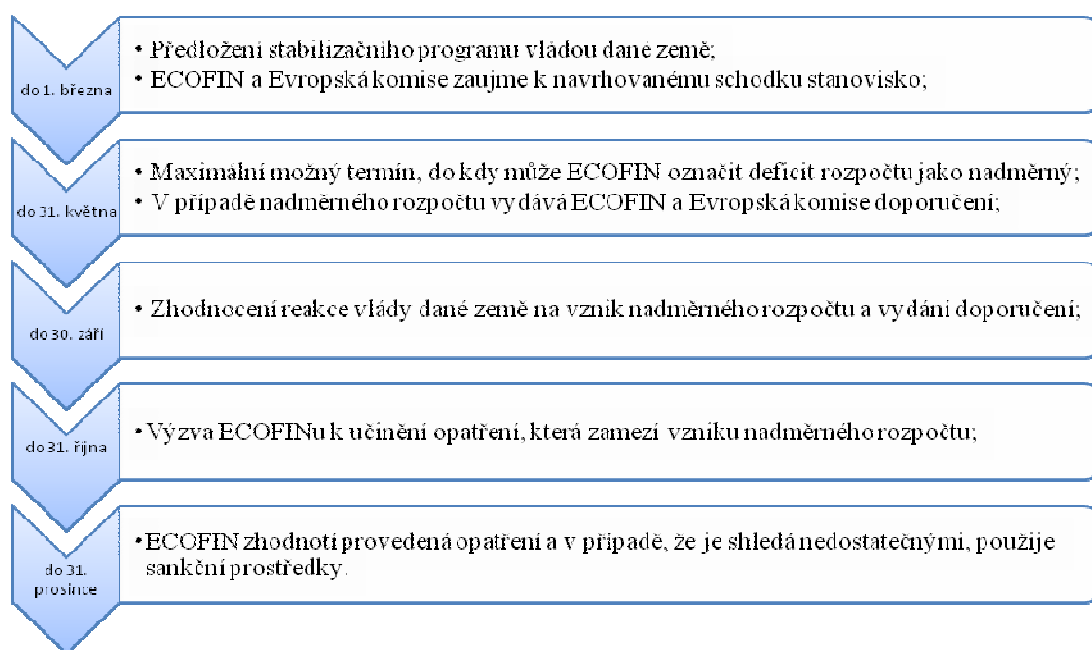 do 1. března
• Předložení stabilizačního programu vládou dané země;
• ECOFIN a Evropská komise zaujme k navrhovanému schodku stanovisko;
do 31. května
• Maximální možný termín, do kdy může ECOFIN označit deficit rozpočtu jako nadměrný;
• V případě nadměrného rozpočtu vydává ECOFIN a Evropská komise doporučení;
do 30. září
• Zhodnocení reakce vlády dané země na vznik nadměrného rozpočtu a vydání doporučení;
do 31. října
• Výzva ECOFINu k učinění opatření, která zamezí vzniku nadměrného rozpočtu;
do 31.
prosince
• ECOFIN zhodnotí provedená opatření a v případě, že je shledá nedostatečnými, použije
sankční prostředky.